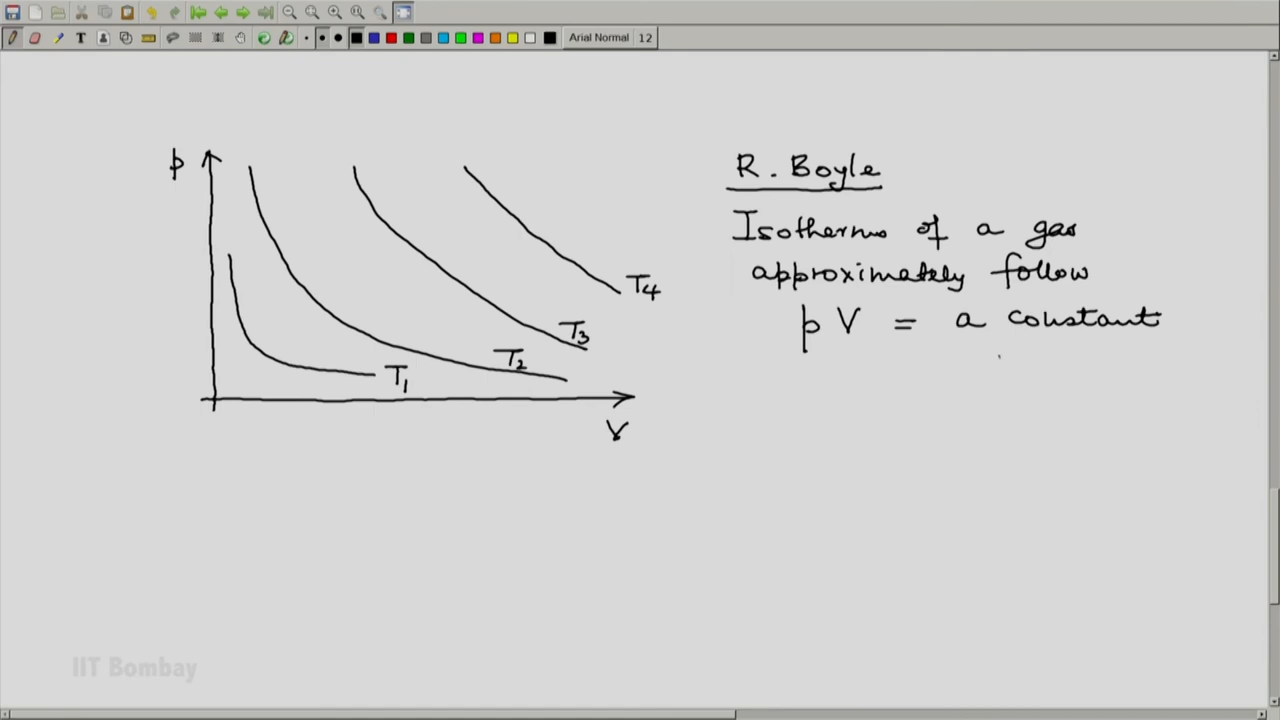 Arial Normal 12
p
R. Boyle
Isotherms of a gas
approximately follow
pV = a constant
T4
T3
T2
T1
V
IIT Bombay